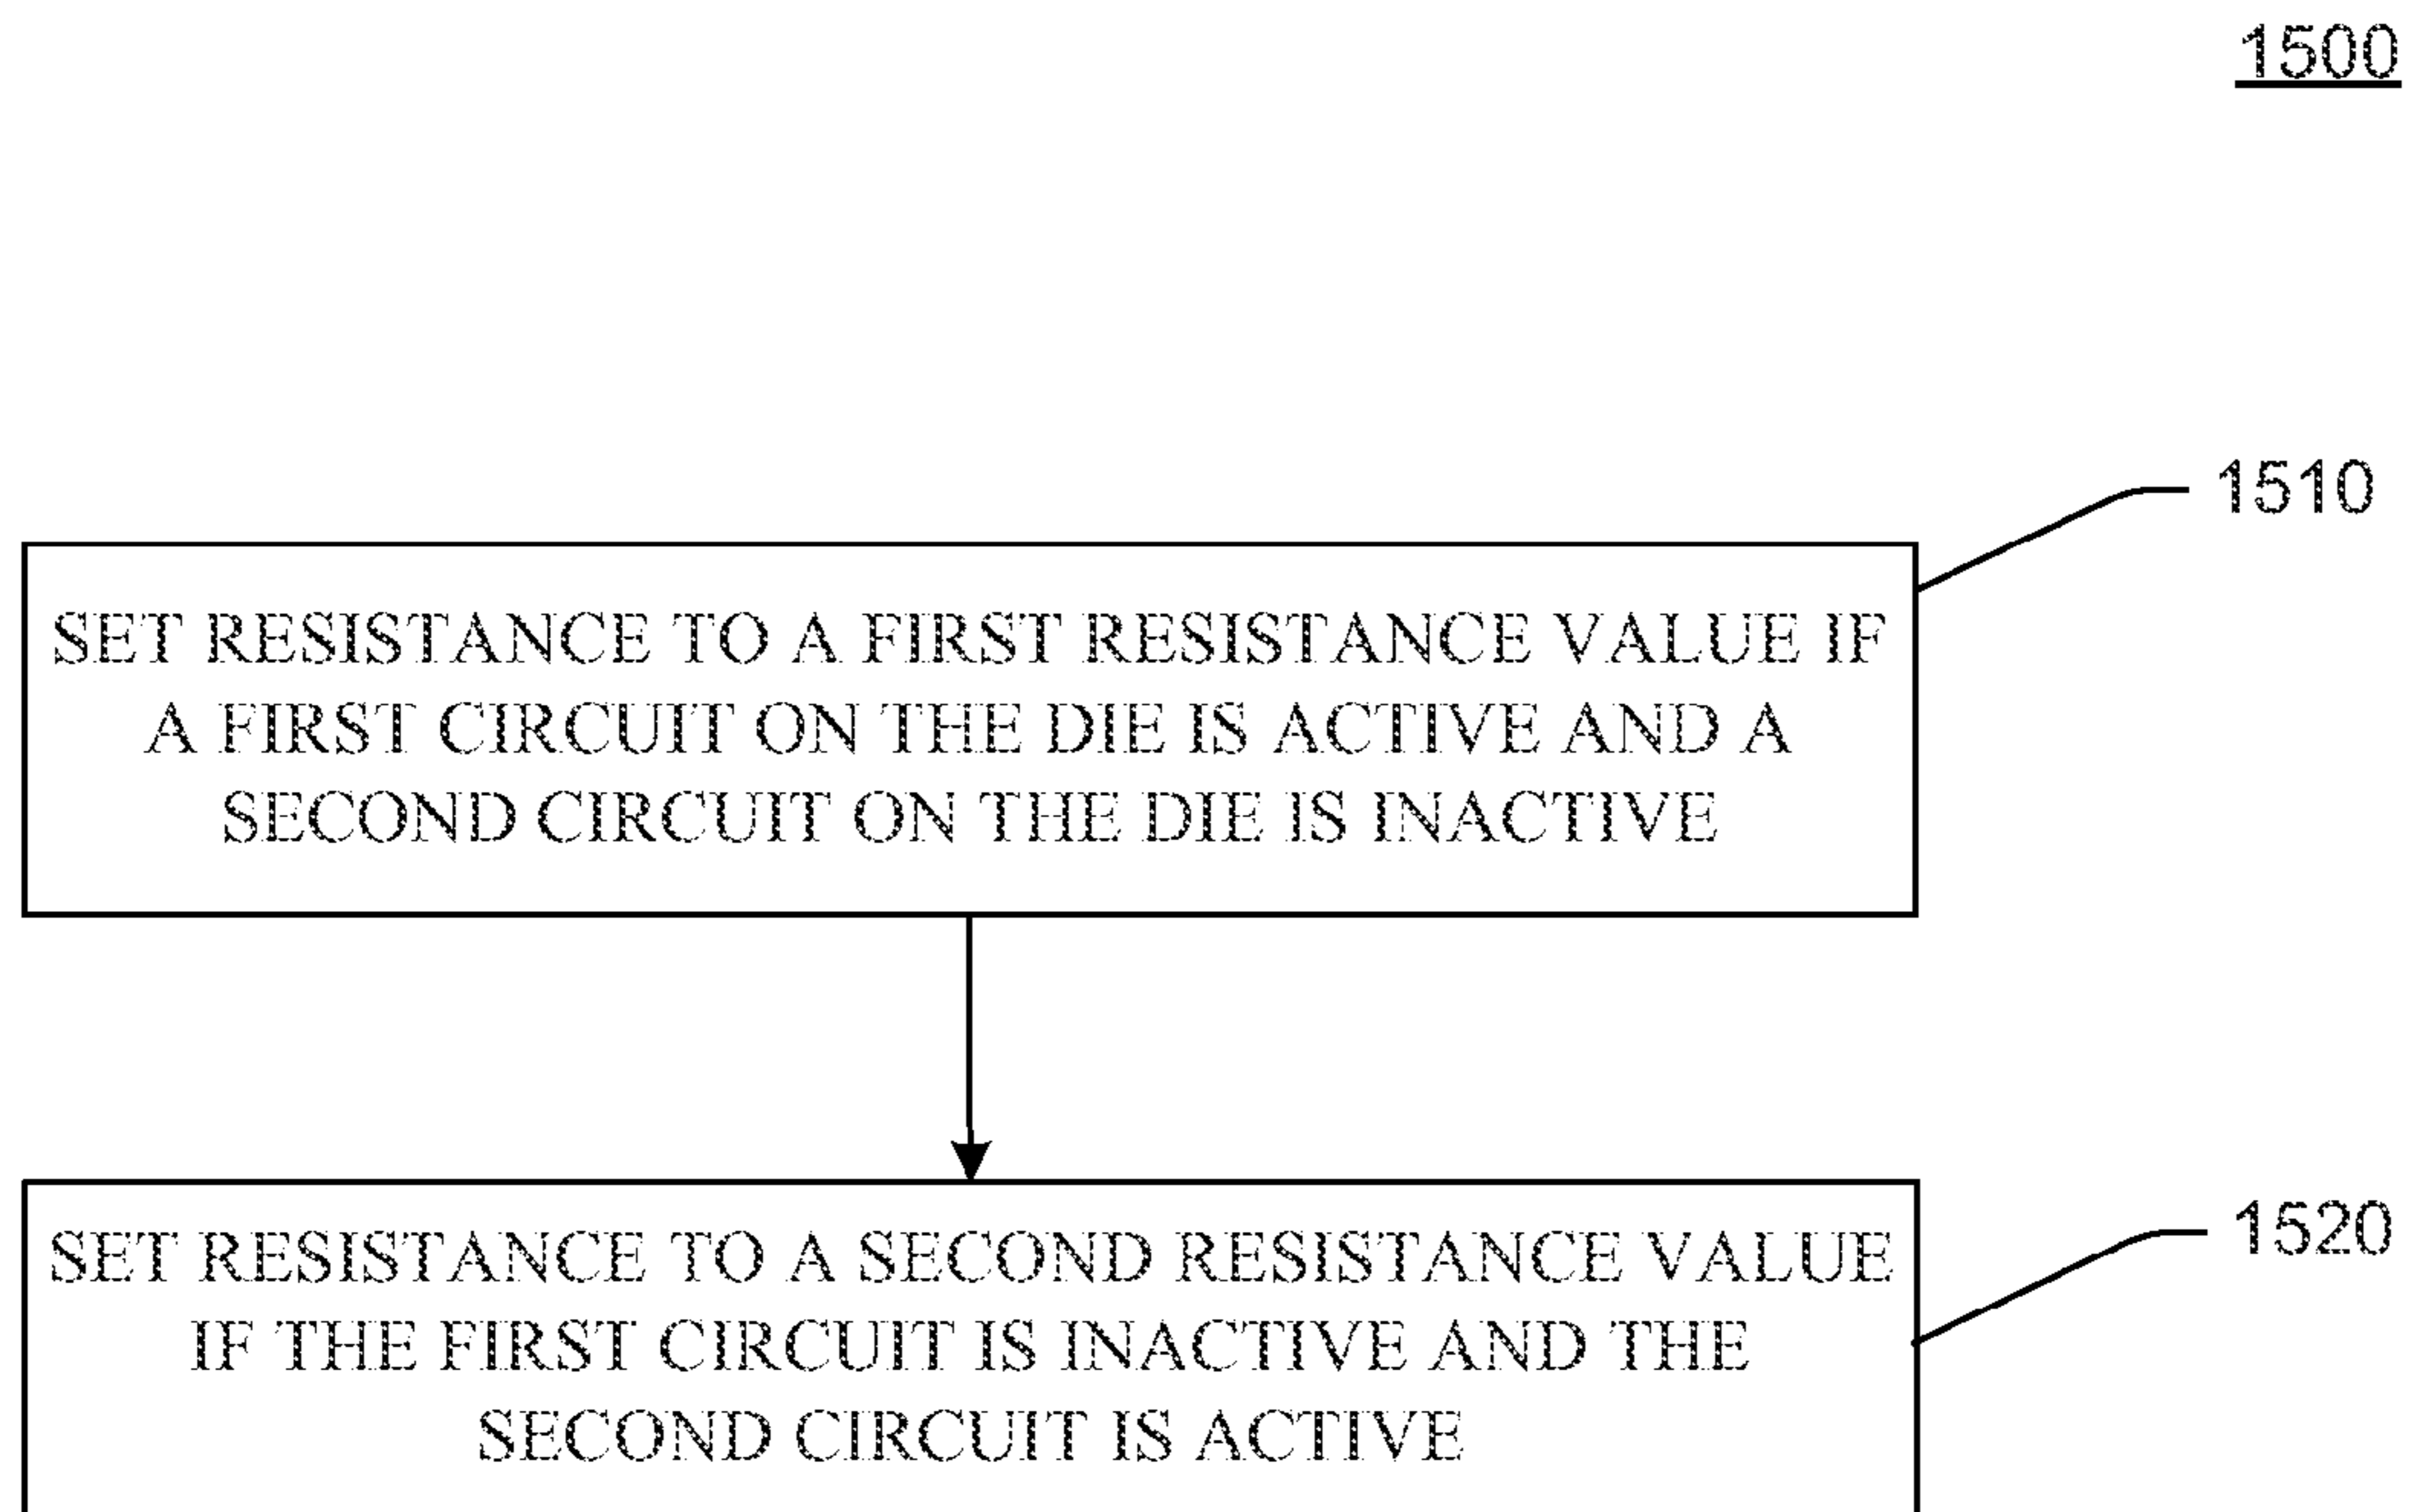 1500
1510
SET RESISTANCE TO A FIRST RESISTANCE VALUE IF
A FIRST CIRCUIT ON THE DIE IS ACTIVE AND A
SECOND CIRCUIT ON THE DIE IS INACTIVE
1520
SET RESISTANCE TO A SECOND RESISTANCE VALUE
IF THE FIRST CIRCUIT IS INACTIVE AND THE
SECOND CIRCUIT IS ACTIVE